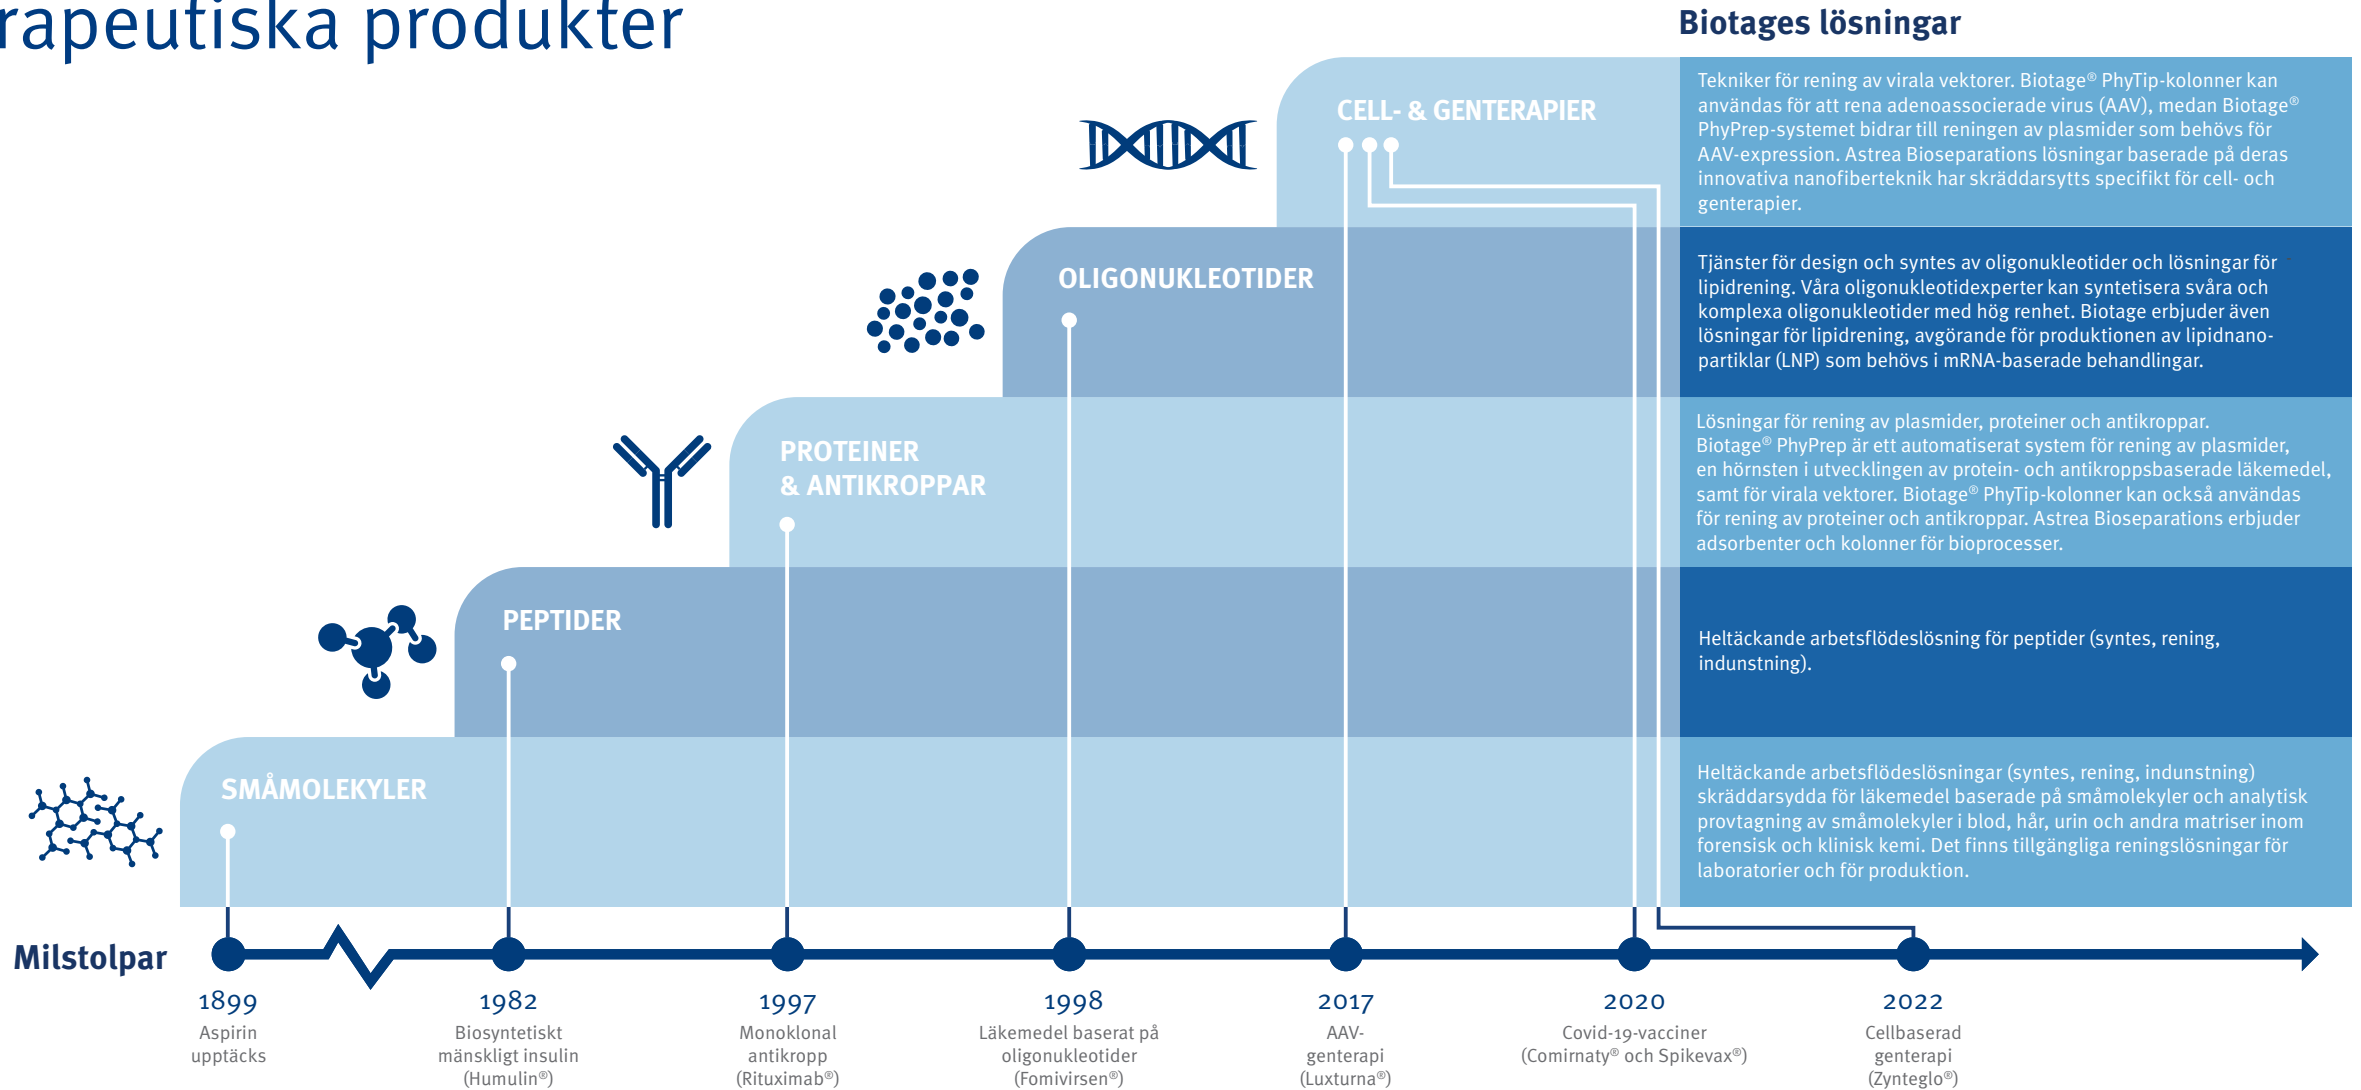 rapeutiska produkter
Biotages lösningar
CELL- & GENTERAPIER
Tekniker för rening av virala vektorer. Biotage® PhyTip-kolonner kan
användas för att rena adenoassocierade virus (AAV), medan Biotage®
PhyPrep-systemet bidrar till reningen av plasmider som behövs för
AAV-expression. Astrea Bioseparations lösningar baserade på deras
innovativa nanofiberteknik har skräddarsytts specifikt för cell- och
genterapier.
OLIGONUKLEOTIDER
Tjänster för design och syntes av oligonukleotider och lösningar för
lipidrening. Våra oligonukleotidexperter kan syntetisera svåra och
komplexa oligonukleotider med hög renhet. Biotage erbjuder även
lösningar för lipidrening, avgörande för produktionen av lipidnano-
partiklar (LNP) som behövs i mRNA-baserade behandlingar.
PROTEINER
& ANTIKROPPAR
Lösningar för rening av plasmider, proteiner och antikroppar.
Biotage® PhyPrep är ett automatiserat system för rening av plasmider,
en hörnsten i utvecklingen av protein- och antikroppsbaserade läkemedel,
samt för virala vektorer. Biotage® PhyTip-kolonner kan också användas
för rening av proteiner och antikroppar. Astrea Bioseparations erbjuder
adsorbenter och kolonner för bioprocesser.
PEPTIDER
Heltäckande arbetsflödeslösning för peptider (syntes, rening,
indunstning).
SMÅMOLEKYLER
Heltäckande arbetsflödeslösningar (syntes, rening, indunstning)
skräddarsydda för läkemedel baserade på småmolekyler och analytisk
provtagning av småmolekyler i blod, hår, urin och andra matriser inom
forensisk och klinisk kemi. Det finns tillgängliga reningslösningar för
laboratorier och för produktion.
Milstolpar
1899
Aspirin
upptäcks
1982
Biosyntetiskt
mänskligt insulin
(Humulin®)
1997
Monoklonal
antikropp
(Rituximab®)
1998
Läkemedel baserat på
oligonukleotider
(Fomivirsen®)
2017
AAV-
genterapi
(Luxturna®)
2020
Covid-19-vacciner
(Comirnaty® och Spikevax®)
2022
Cellbaserad
genterapi
(Zynteglo®)